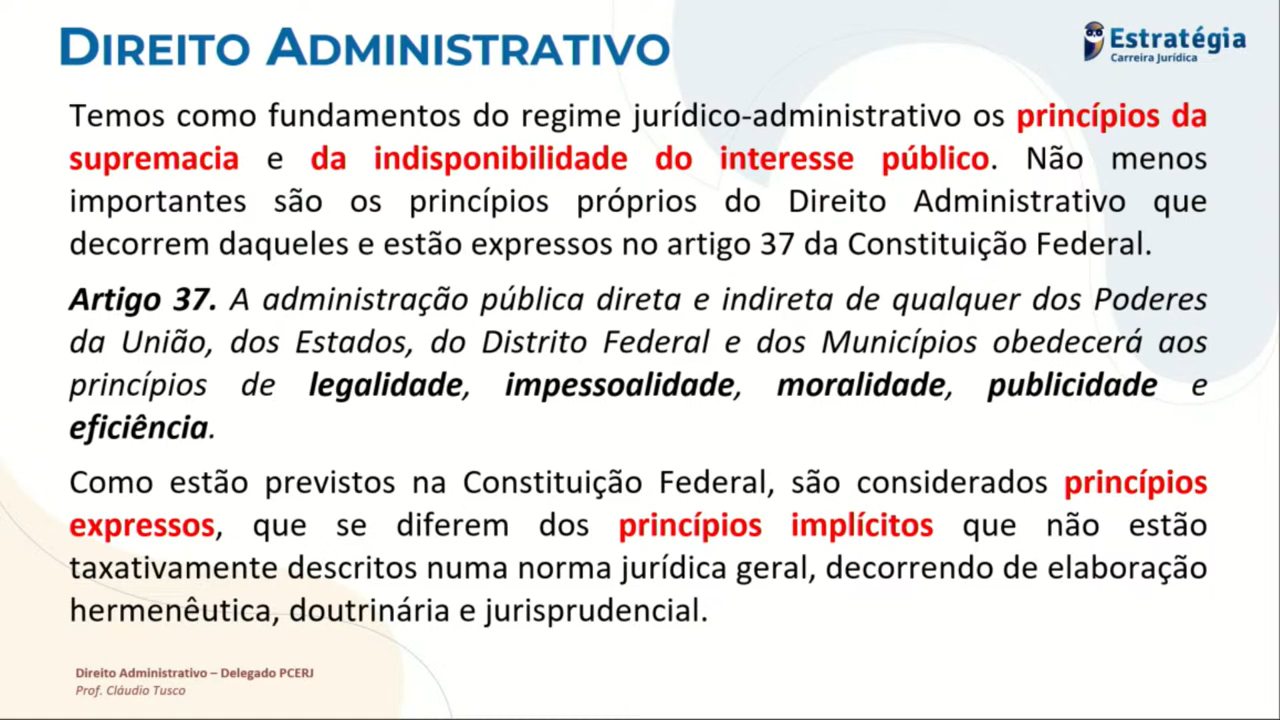 DIREITO ADMINISTRATIVO
Estratégia
Carreira Jurídica
Temos como fundamentos do regime jurídico-administrativo os princípios da
supremacia e da indisponibilidade do interesse público. Não menos
importantes são os princípios próprios do Direito Administrativo que
decorrem daqueles e estão expressos no artigo 37 da Constituição Federal.
Artigo 37. A administração pública direta e indireta de qualquer dos Poderes
da União, dos Estados, do Distrito Federal e dos Municípios obedecerá aos
princípios de legalidade, impessoalidade, moralidade, publicidade e
eficiência.
Como estão previstos na Constituição Federal, são considerados princípios
expressos, que se diferem dos princípios implícitos que não estão
taxativamente descritos numa norma jurídica geral, decorrendo de elaboração
hermenêutica, doutrinária e jurisprudencial.
Direito Administrativo – Delegado PCERJ
Prof. Cláudio Tusco